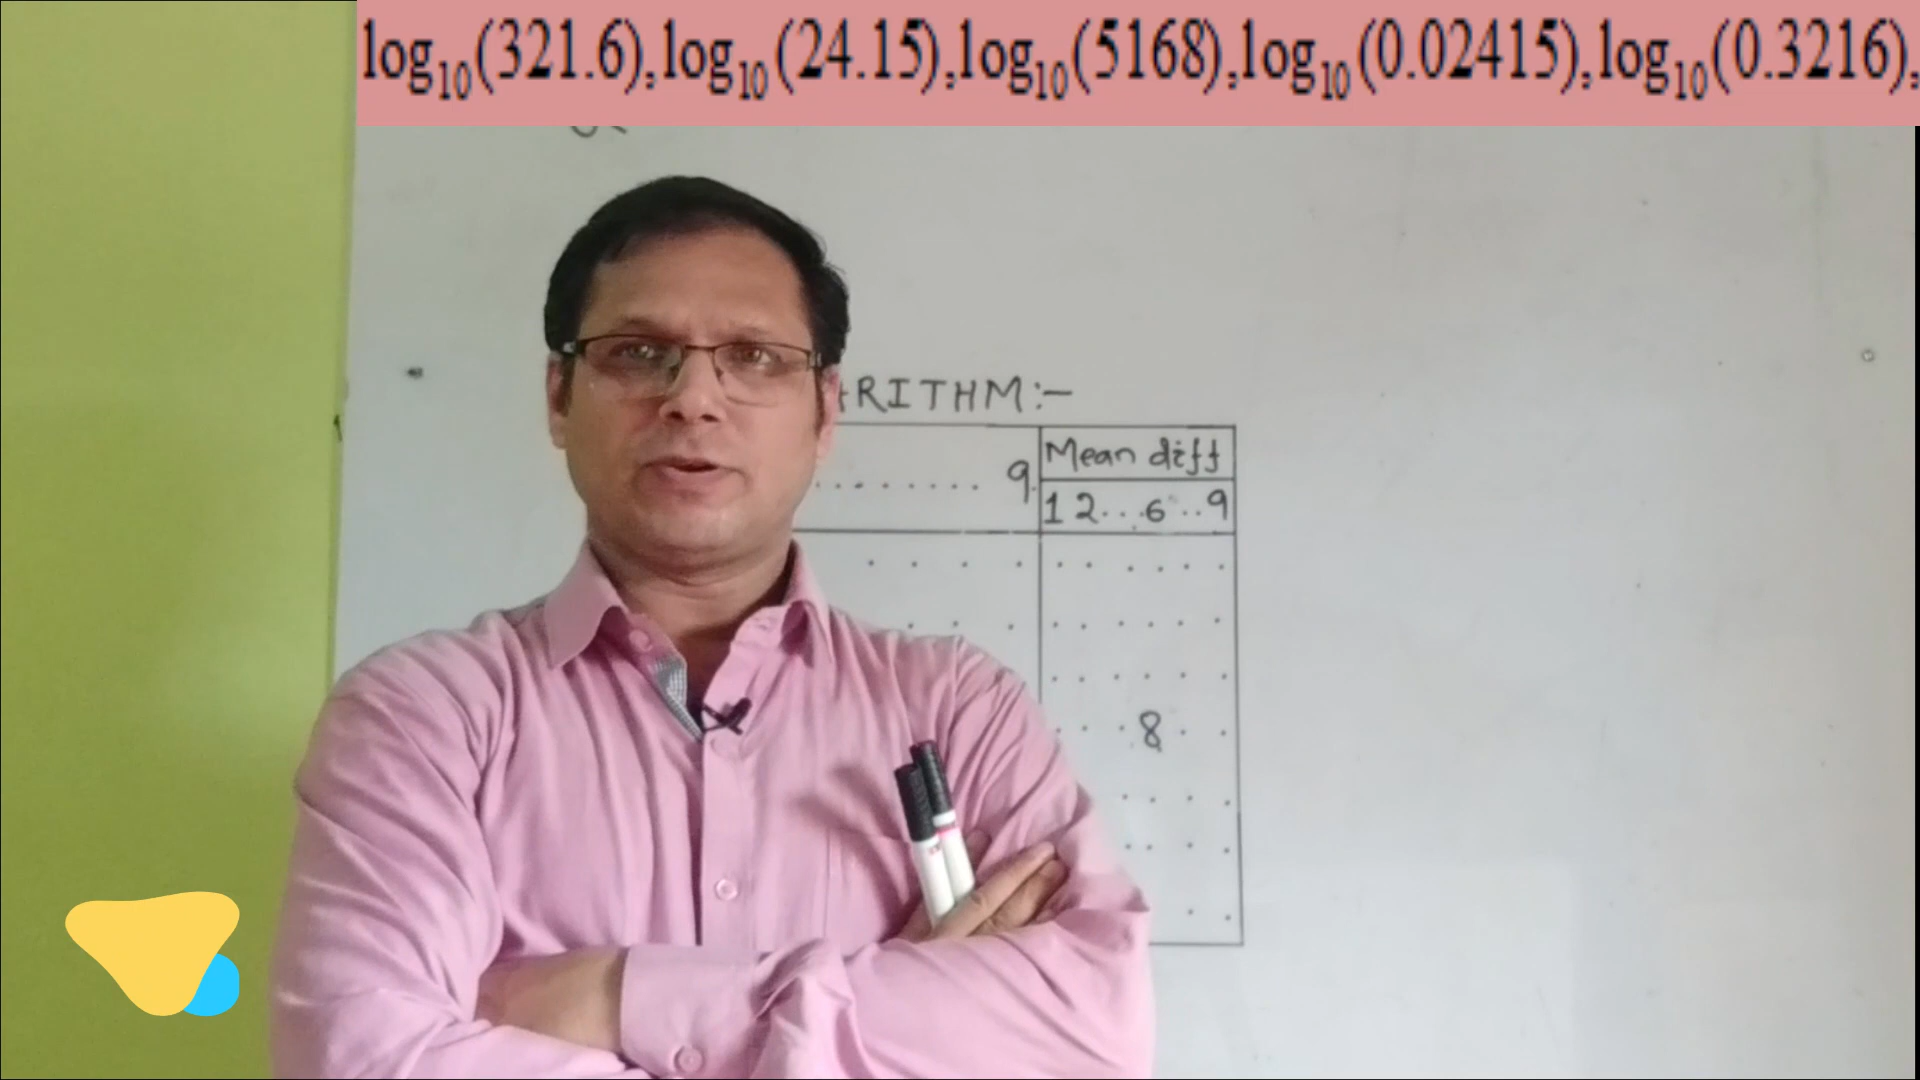 log₁₀(321.6), log₁₀(24.15), log₁₀(5168), log₁₀(0.02415), log₁₀(0.3216),
RITHM:-
Mean diff
......... 9
1 2...6..9
8